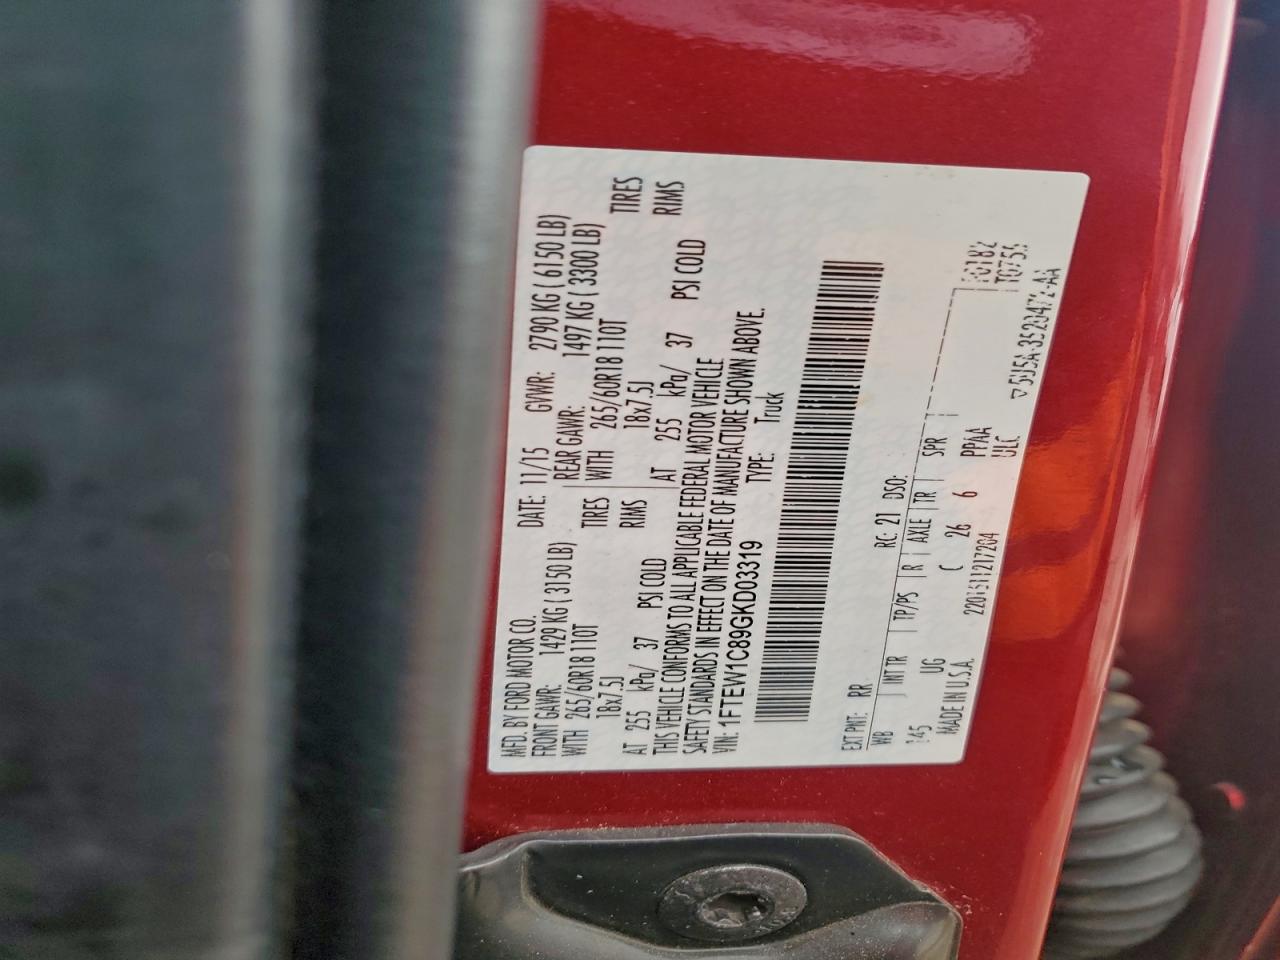 MFD. BY FORD MOTOR CO. DATE: 11/15 GVWR: 2790 KG ( 6150 LB)
FRONT GAWR: 1429 KG ( 3150 LB) REAR GAWR: 1497 KG ( 3300 LB)
WITH 265/60R18 110T TIRES WITH 265/60R18 110T TIRES
18x7.5J RIMS 18x7.5J RIMS
AT 255 kPa/ 37 PSI COLD AT 255 kPa/ 37 PSI COLD
THIS VEHICLE CONFORMS TO ALL APPLICABLE FEDERAL MOTOR VEHICLE
SAFETY STANDARDS IN EFFECT ON THE DATE OF MANUFACTURE SHOWN ABOVE.
VIN: 1FTEW1C89GKD03319 TYPE: Truck
EXT PNT: RR RC: 21 DSO:
WB INT TR TP/PS R AXLE TR SPR
145 UG C 26 6 PPAA
ULC
MADE IN U.S.A.